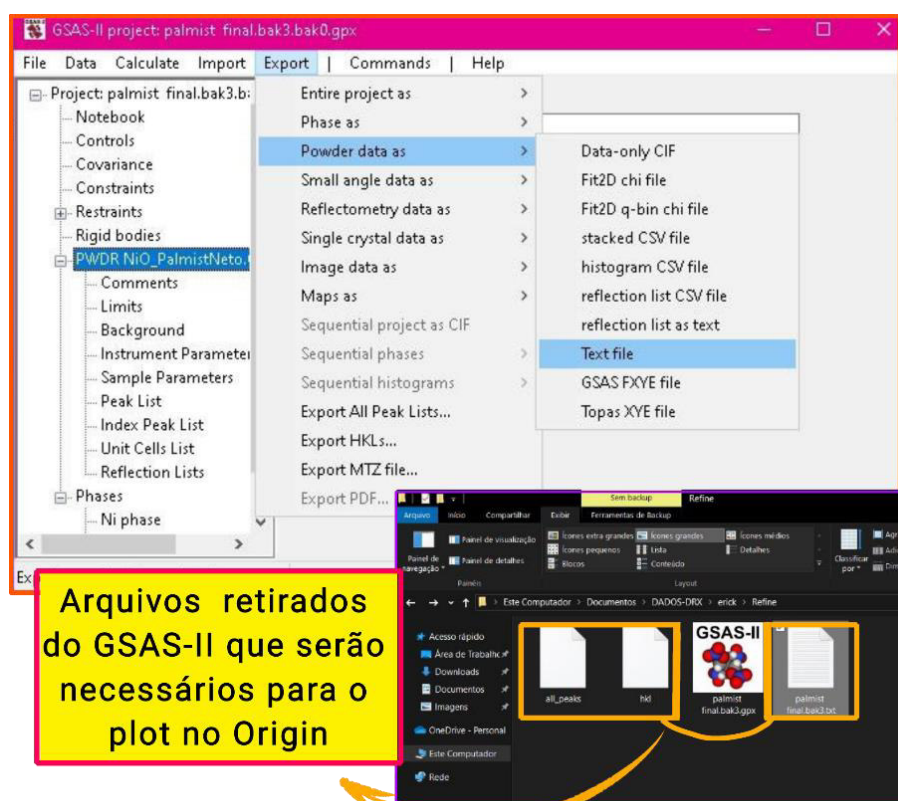 GSAS-II project: palmist final.bak3.bak0.gpx
File Data Calculate Import Export | Commands | Help
Project: palmist final.bak3.b
Notebook
Controls
Covariance
Constraints
Restraints
Rigid bodies
PWDR NiO_PalmistNeto.
Comments
Limits
Background
Instrument Parameter
Sample Parameters
Peak List
Index Peak List
Unit Cells List
Reflection Lists
Phases
Ni phase
Entire project as
Phase as
Powder data as
Small angle data as
Reflectometry data as
Single crystal data as
Image data as
Maps as
Sequential project as CIF
Sequential phases
Sequential histograms
Export All Peak Lists...
Export HKLs...
Export MTZ file...
Export PDF...
Data-only CIF
Fit2D chi file
Fit2D q-bin chi file
stacked CSV file
histogram CSV file
reflection list CSV file
reflection list as text
Text file
GSAS FXYE file
Topas XYE file
Ex
Arquivos retirados
do GSAS-II que serão
necessários para o
plot no Origin
Sem backup Refine
Arquivo Início Compartilhar Exibir Ferramentas de Backup
Painel de navegação
Painel de visualização
Painel de detalhes
Painéis
Ícones extra grandes Ícones grandes Ícones médios
Ícones pequenos Lista Detalhes
Blocos Conteúdo
Layout
Classificar por
Agr
Adi
Dim
Este Computador > Documentos > DADOS-DRX > erick > Refine
Acesso rápido
Área de Trabalhc
Downloads
Documentos
Imagens
OneDrive - Personal
Este Computador
Rede
all_peaks
hkl
GSAS-II
palmist
final.bak3.gpx
palmist
final.bak3.txt